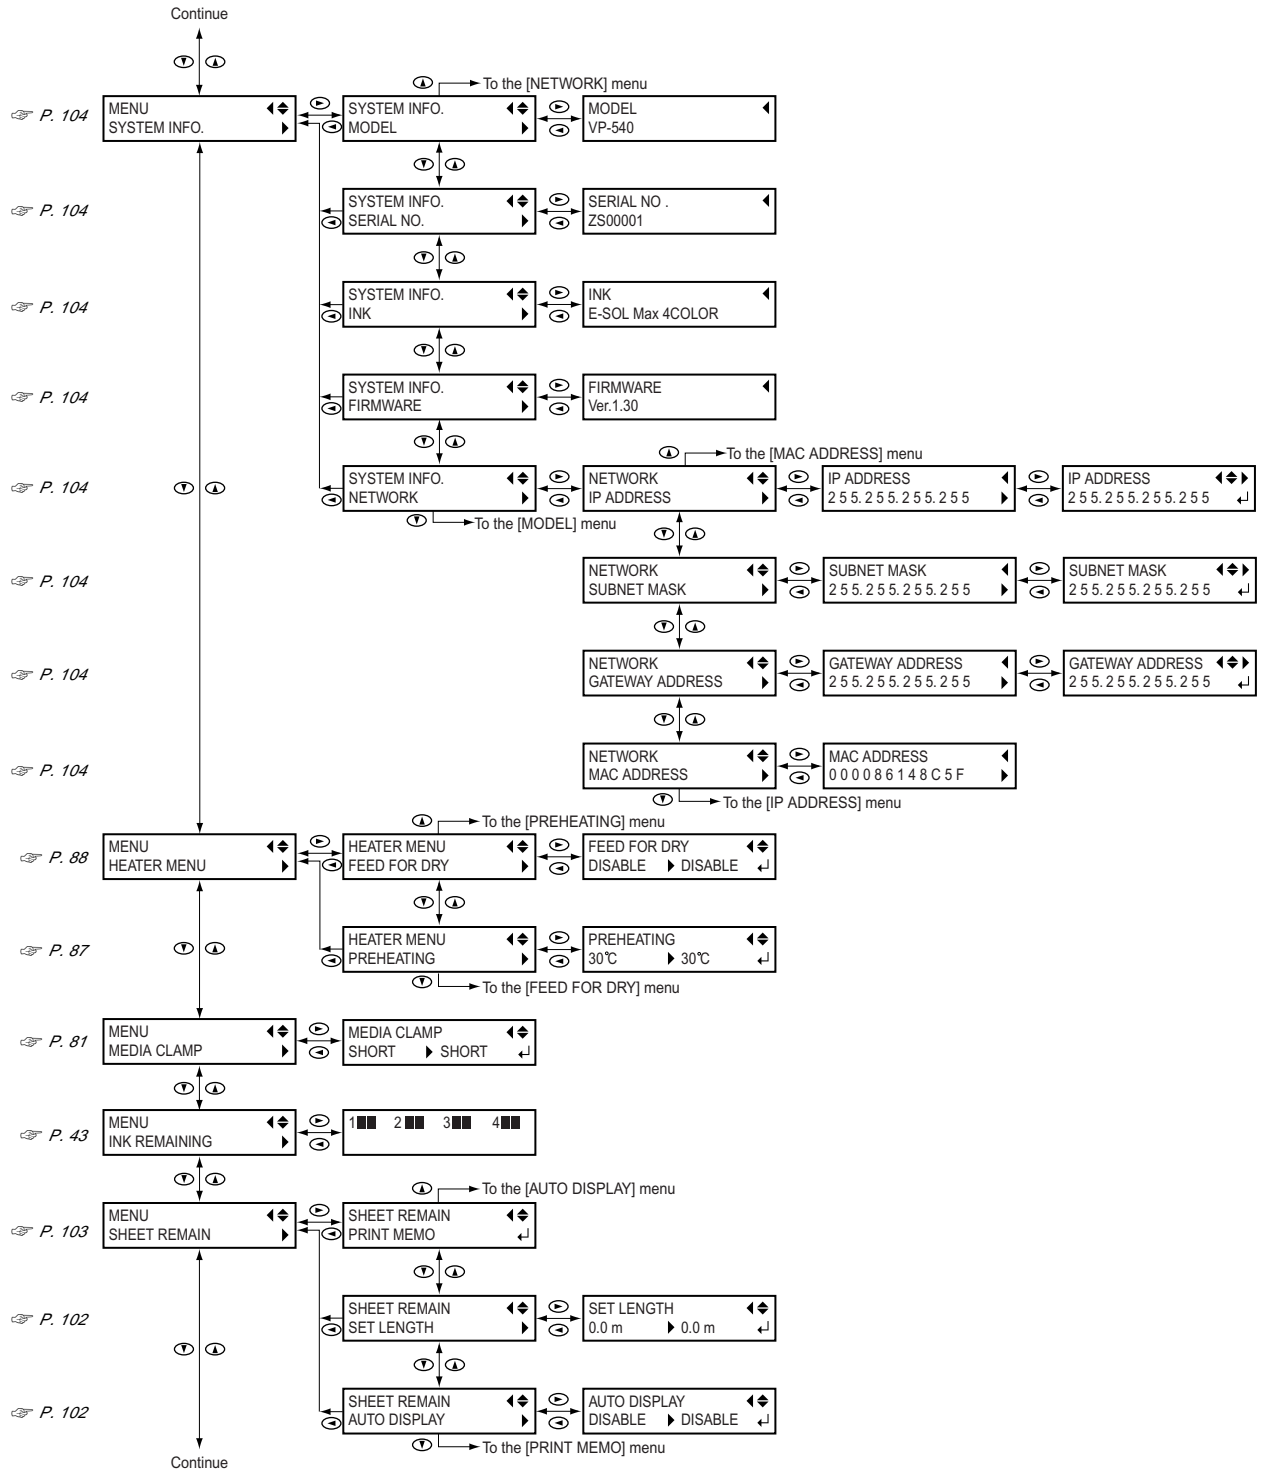 Continue
To the [NETWORK] menu
P. 104
MENU
SYSTEM INFO.
SYSTEM INFO.
MODEL
MODEL
VP-540
P. 104
SYSTEM INFO.
SERIAL NO.
SERIAL NO .
ZS00001
P. 104
SYSTEM INFO.
INK
INK
E-SOL Max 4COLOR
P. 104
SYSTEM INFO.
FIRMWARE
FIRMWARE
Ver.1.30
To the [MAC ADDRESS] menu
P. 104
SYSTEM INFO.
NETWORK
NETWORK
IP ADDRESS
IP ADDRESS
2 5 5. 2 5 5. 2 5 5. 2 5 5
IP ADDRESS
2 5 5. 2 5 5. 2 5 5. 2 5 5
To the [MODEL] menu
P. 104
NETWORK
SUBNET MASK
SUBNET MASK
2 5 5. 2 5 5. 2 5 5. 2 5 5
SUBNET MASK
2 5 5. 2 5 5. 2 5 5. 2 5 5
P. 104
NETWORK
GATEWAY ADDRESS
GATEWAY ADDRESS
2 5 5. 2 5 5. 2 5 5. 2 5 5
GATEWAY ADDRESS
2 5 5. 2 5 5. 2 5 5. 2 5 5
P. 104
NETWORK
MAC ADDRESS
MAC ADDRESS
0 0 0 0 8 6 1 4 8 C 5 F
To the [IP ADDRESS] menu
To the [PREHEATING] menu
P. 88
MENU
HEATER MENU
HEATER MENU
FEED FOR DRY
FEED FOR DRY
DISABLE DISABLE
P. 87
HEATER MENU
PREHEATING
PREHEATING
30℃ 30℃
To the [FEED FOR DRY] menu
P. 81
MENU
MEDIA CLAMP
MEDIA CLAMP
SHORT SHORT
P. 43
MENU
INK REMAINING
1 2 3 4
To the [AUTO DISPLAY] menu
P. 103
MENU
SHEET REMAIN
SHEET REMAIN
PRINT MEMO
P. 102
SHEET REMAIN
SET LENGTH
SET LENGTH
0.0 m 0.0 m
P. 102
SHEET REMAIN
AUTO DISPLAY
AUTO DISPLAY
DISABLE DISABLE
To the [PRINT MEMO] menu
Continue